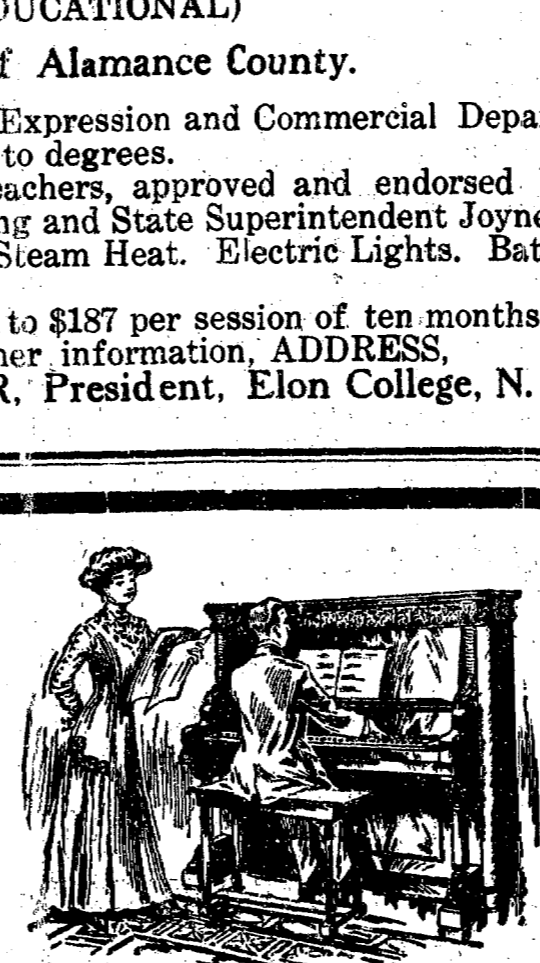 DUCATIONAL)
f Alamance County.
Expression and Commercial Depa
to degrees.
eachers, approved and endorsed
ng and State Superintendent Joyne
Steam Heat. Electric Lights. Bat
to $187 per session of ten months
her information, ADDRESS,
R, President, Elon College, N.